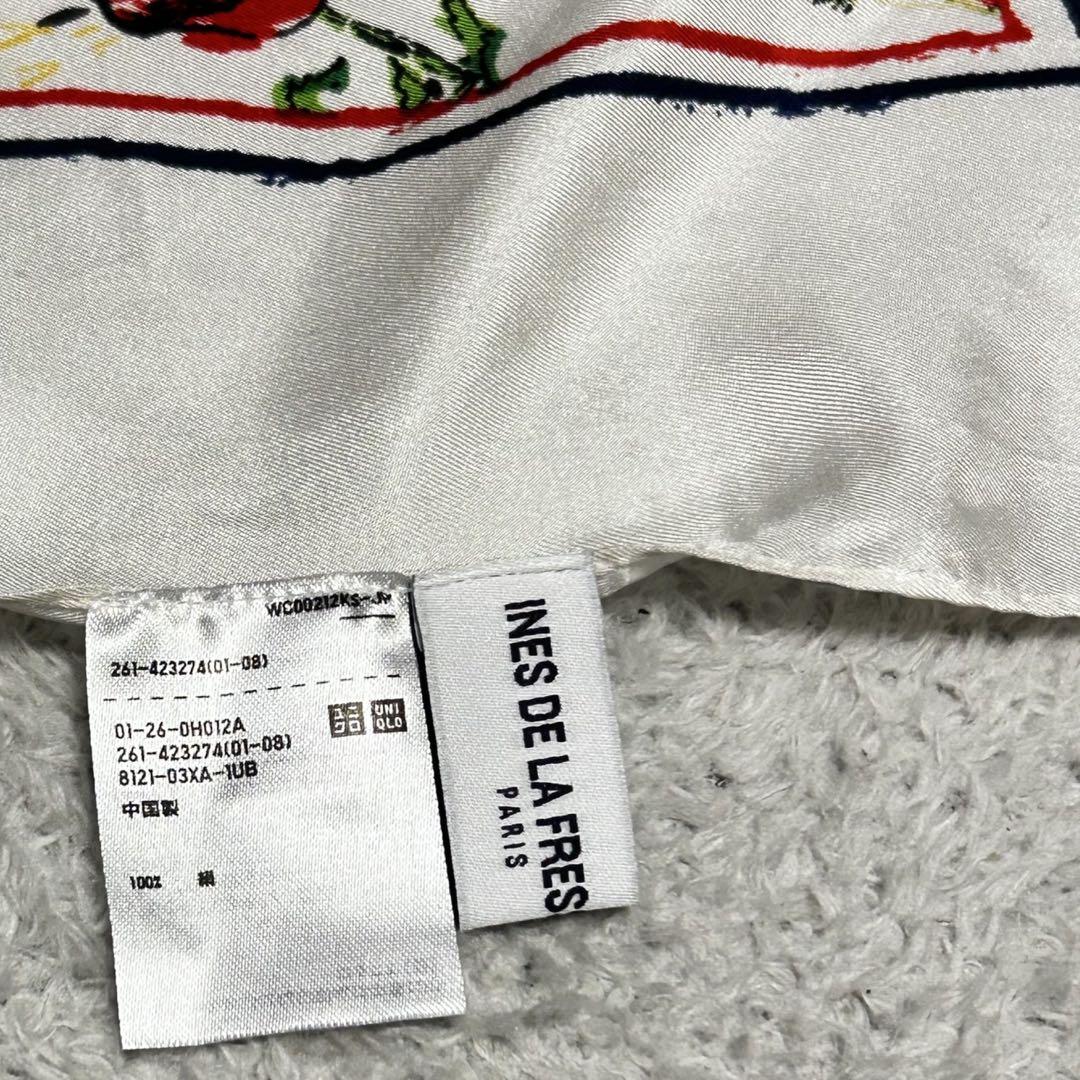 WC00212KS-JV
261-423274(01-08)
01-26-0H012A
261-423274(01-08)
8121-03XA-1UB
中国製
100% 絹
ユニ
クロ
UNI
QLO
INES DE LA FRES
PARIS